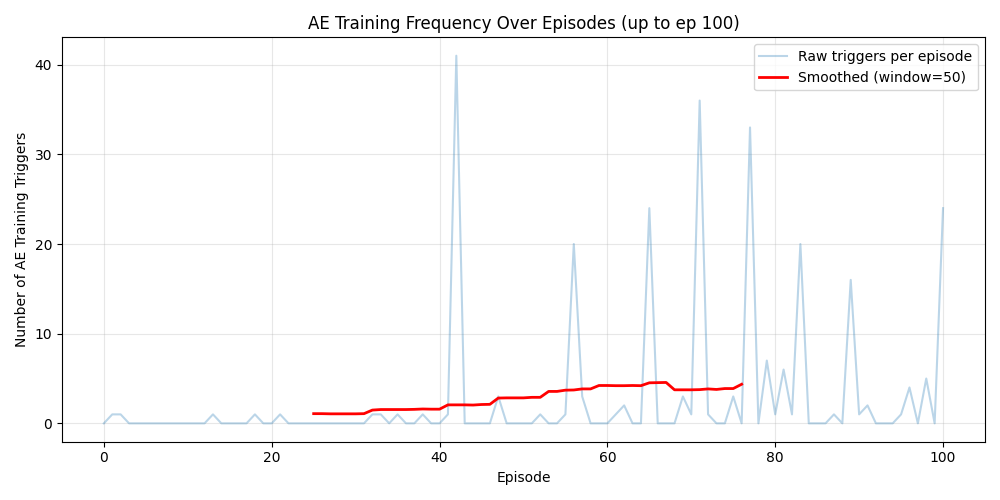 AE Training Frequency Over Episodes (up to ep 100)
Raw triggers per episode
Smoothed (window=50)
Number of AE Training Triggers
40
30
20
10
0
0 20 40 60 80 100
Episode